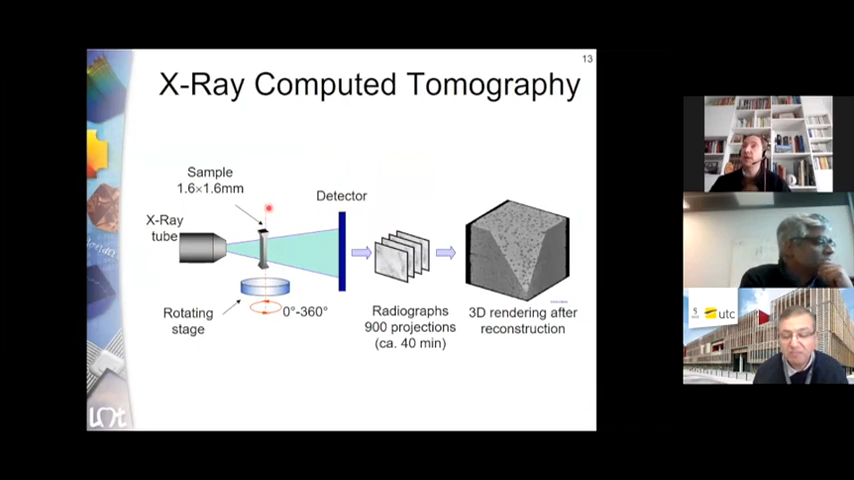 13
X-Ray Computed Tomography
Sample
1.6×1.6mm
X-Ray
tube
Detector
Rotating
stage
0°-360°
Radiographs
900 projections
(ca. 40 min)
3D rendering after
reconstruction
utc